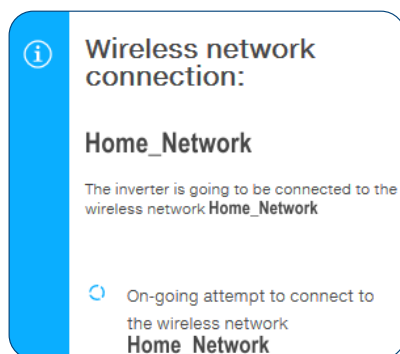 Wireless network
connection:
Home_Network
The inverter is going to be connected to the
wireless network Home_Network
On-going attempt to connect to
the wireless network
Home_Network